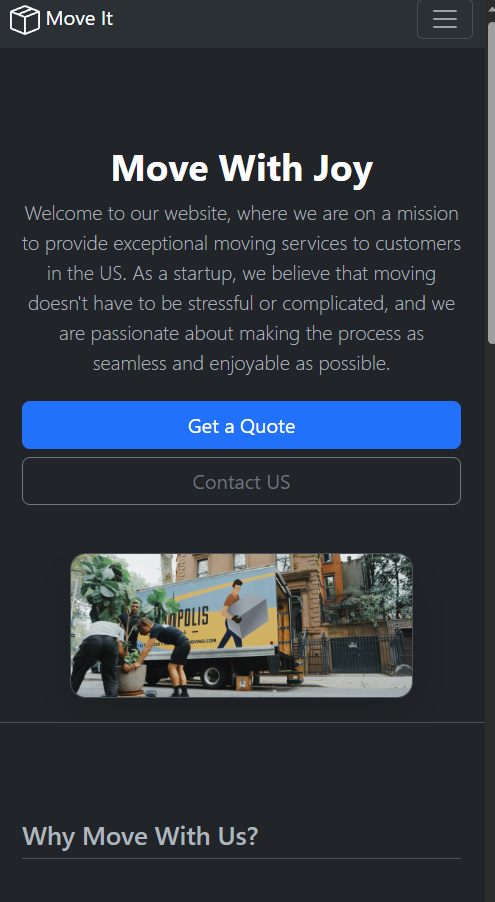 Move It
Move With Joy
Welcome to our website, where we are on a mission
to provide exceptional moving services to customers
in the US. As a startup, we believe that moving
doesn't have to be stressful or complicated, and we
are passionate about making the process as
seamless and enjoyable as possible.
Get a Quote
Contact US
OPOLIS
MOVING.COM
Why Move With Us?